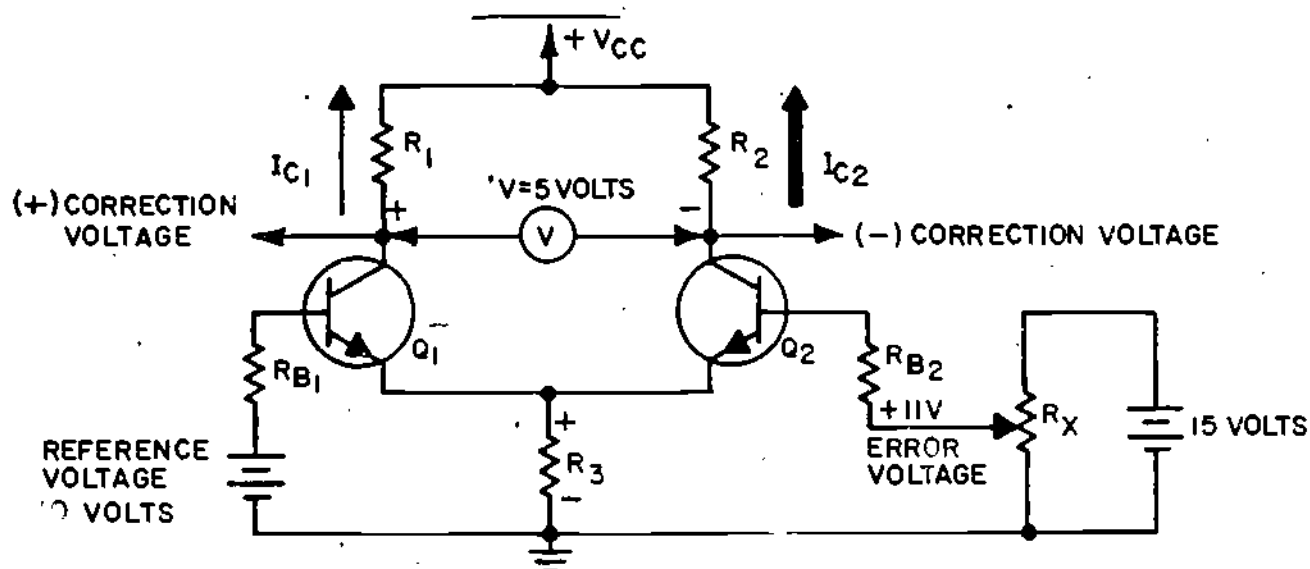 + VCC
R1
R2
IC1
IC2
V=5 VOLTS
+
-
(+) CORRECTION
VOLTAGE
V
(-) CORRECTION VOLTAGE
Q1
Q2
RB1
RB2
+
R3
-
+11V
ERROR
VOLTAGE
RX
15 VOLTS
REFERENCE
VOLTAGE
VOLTS